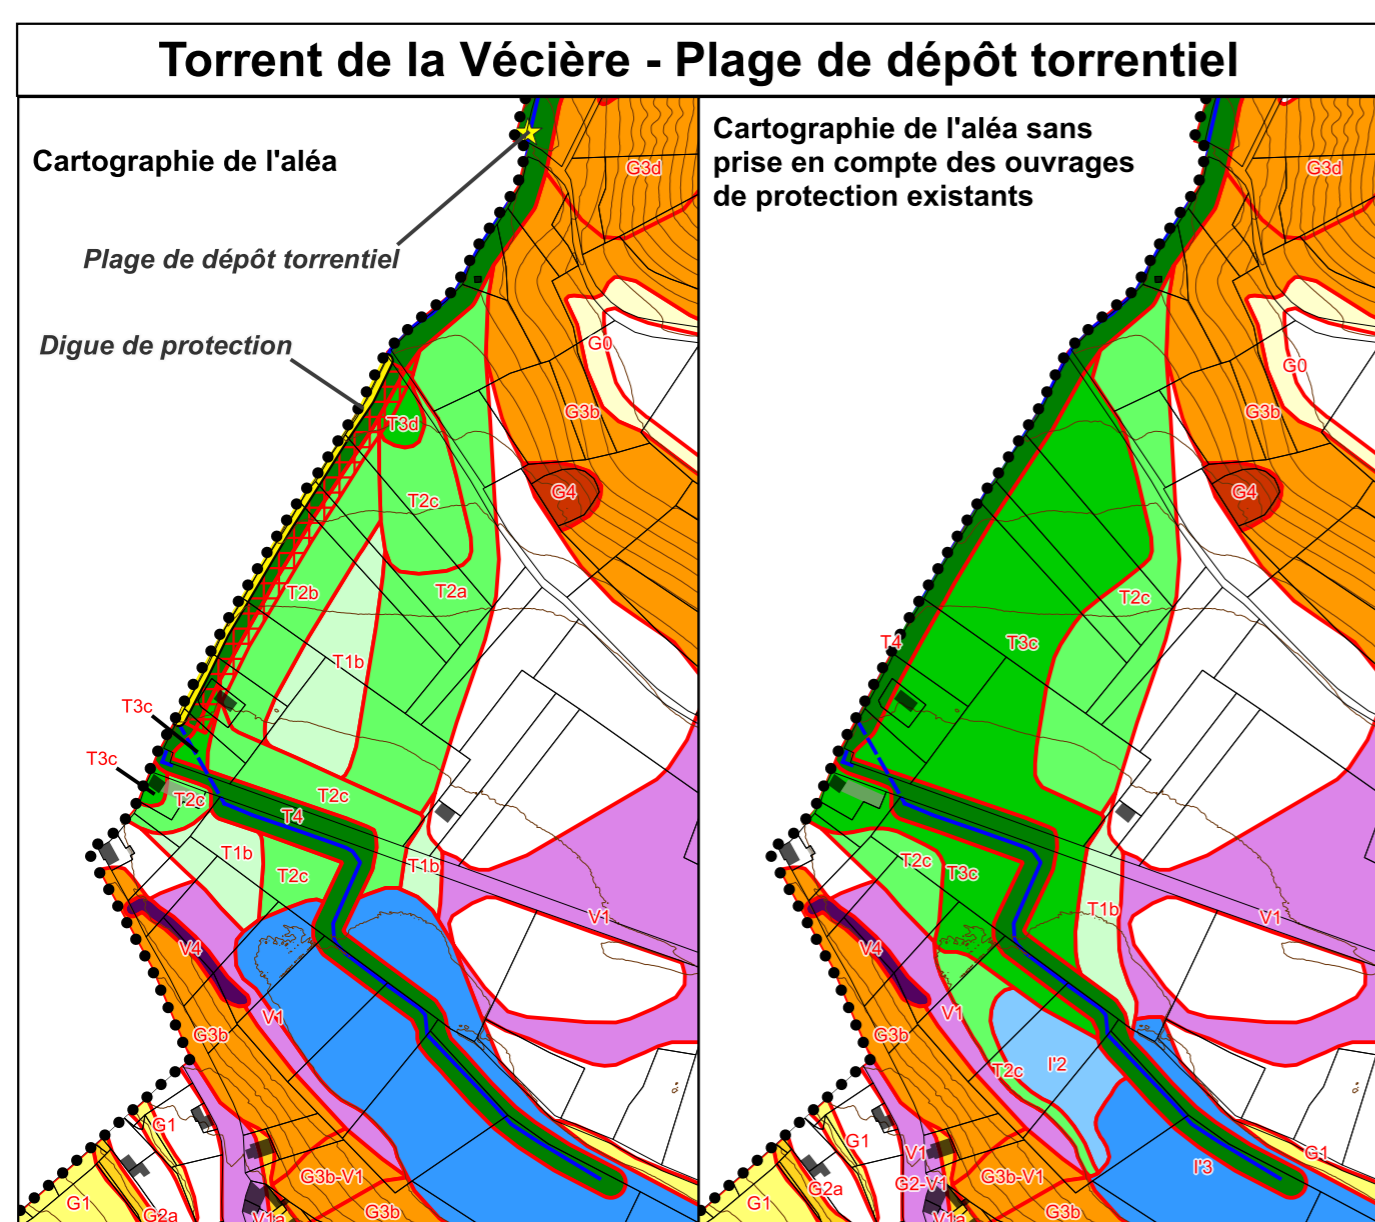 Torrent de la Vécière - Plage de dépôt torrentiel
Cartographie de l'aléa
Plage de dépôt torrentiel
Digue de protection
G3d
G0
G3b
T3d
G4
T2c
T2b
T2a
T1b
T3c
T3c
T2c
T2c
T4
T1b
T2c
T1b
V1
V4
V1
G3b
G1
G3b-V1
G1
G2a
V1a
G3b
Cartographie de l'aléa sans
prise en compte des ouvrages
de protection existants
G3d
G0
G3b
G4
T2c
T4
T3c
T2c
T3c
T1b
V1
V4
V1
G3b
T2c
I'2
G1
V1
G1
I'3
G2-V1
G3b-V1
G1
G2a
V1a
G3b